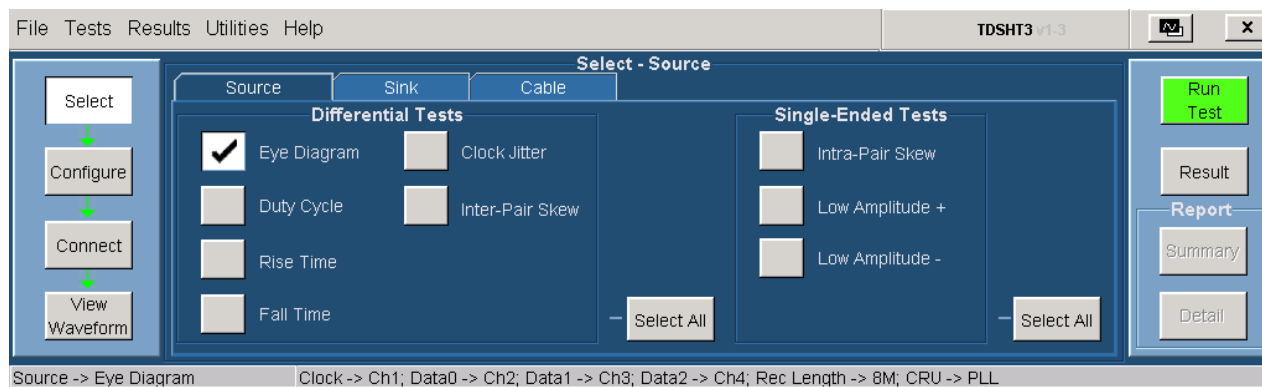 File Tests Results Utilities Help TDSHT3 v1-3 x
Select - Source
Source Sink Cable
Select
Configure
Connect
View
Waveform
Differential Tests
Eye Diagram Clock Jitter
Duty Cycle Inter-Pair Skew
Rise Time
Fall Time
Select All
Single-Ended Tests
Intra-Pair Skew
Low Amplitude +
Low Amplitude -
Select All
Run
Test
Result
Report
Summary
Detail
Source -> Eye Diagram Clock -> Ch1; Data0 -> Ch2; Data1 -> Ch3; Data2 -> Ch4; Rec Length -> 8M; CRU -> PLL